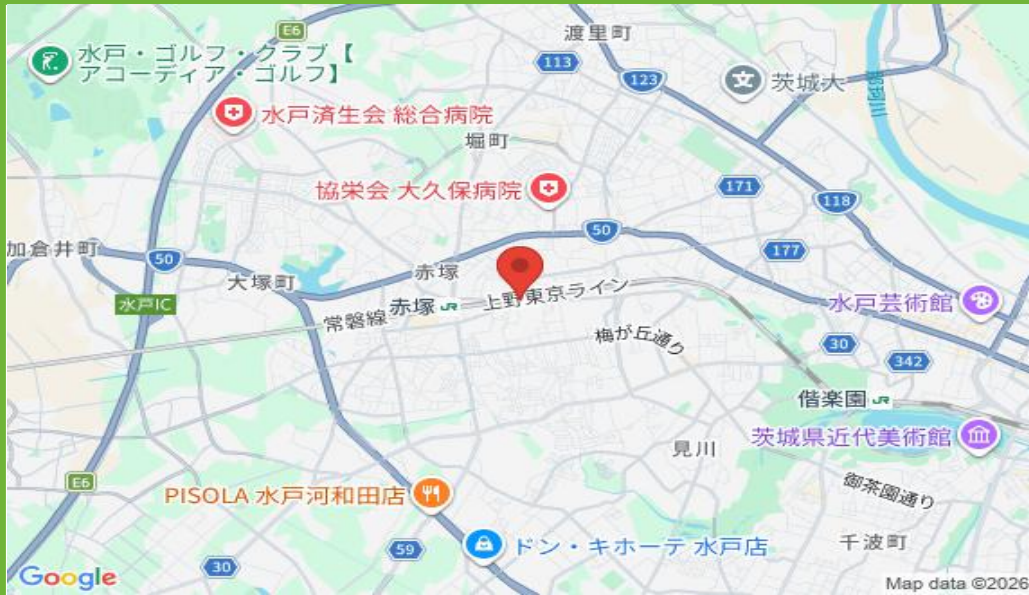 E6
渡里町
水戸・ゴルフ・クラブ【
アコーディア・ゴルフ】
113
123
茨城大
那珂川
水戸済生会 総合病院
堀町
協栄会 大久保病院
171
118
50
177
加倉井町
50
大塚町
赤塚
水戸IC
常磐線
赤塚 JR
上野東京ライン
水戸芸術館
梅が丘通り
30
342
偕楽園 JR
茨城県近代美術館
見川
E6
PISOLA 水戸河和田店
御茶園通り
59
ドン・キホーテ 水戸店
千波町
30
Google
Map data ©2026